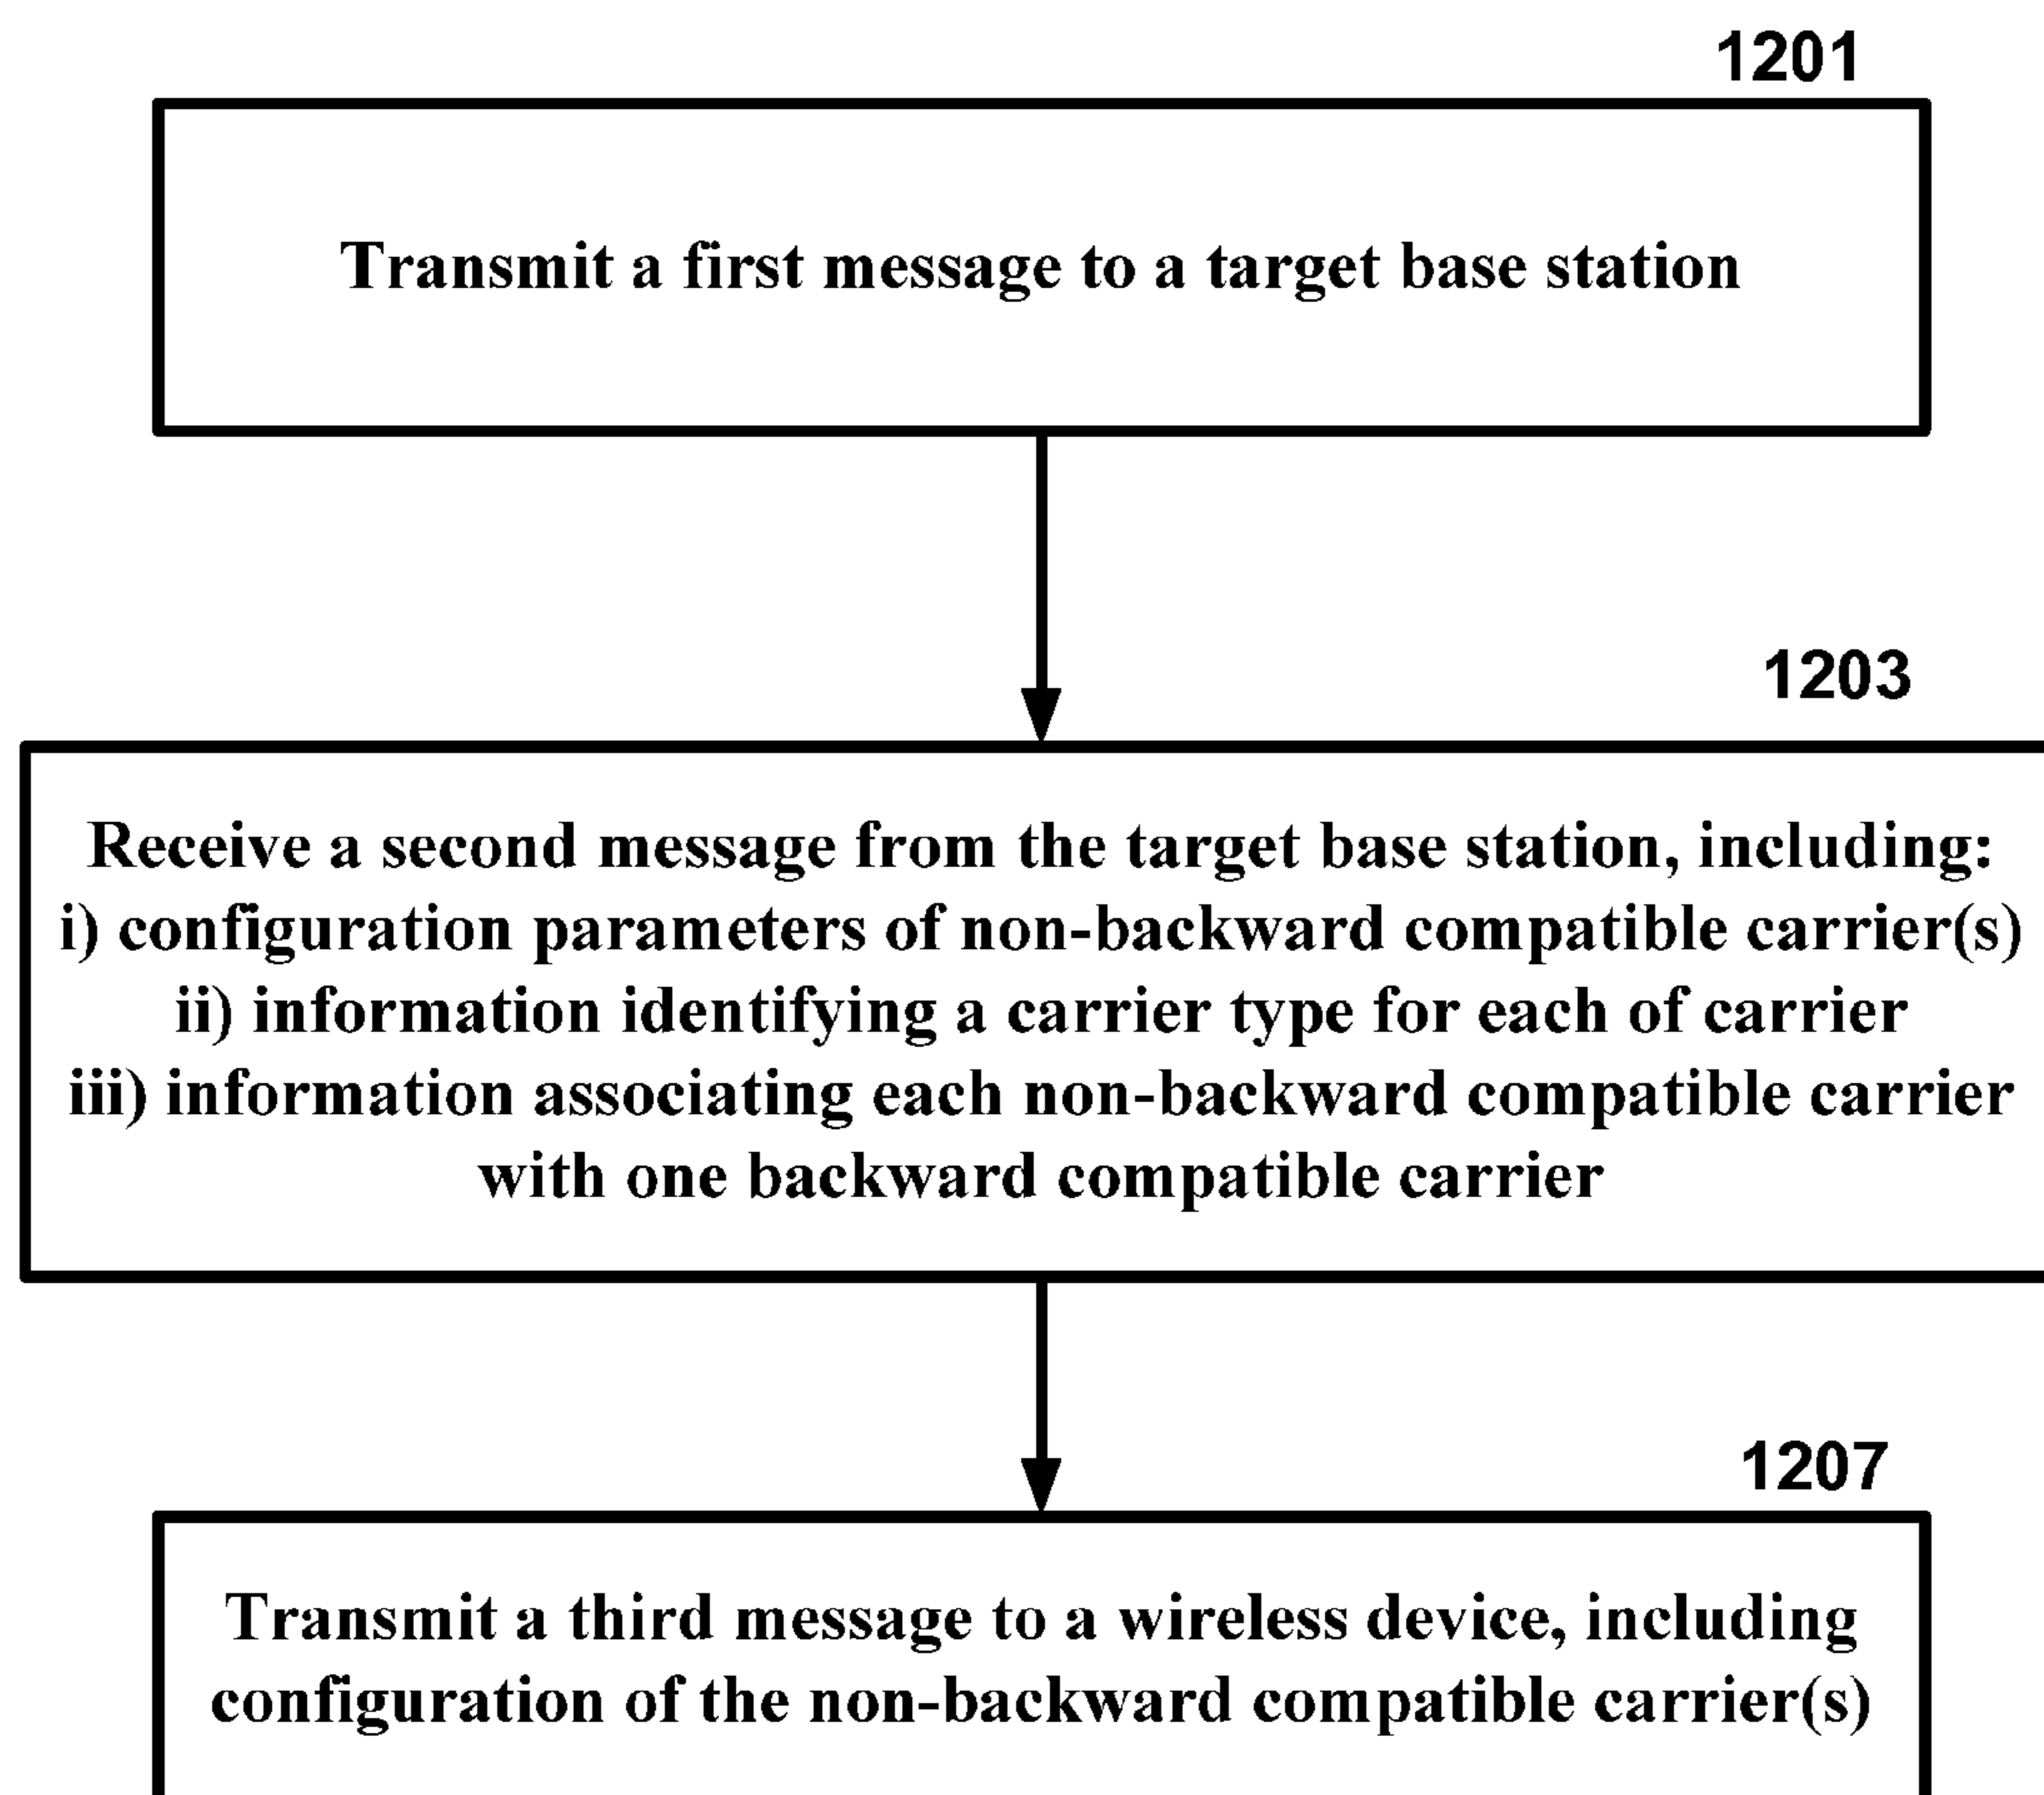 1201
Transmit a first message to a target base station
1203
Receive a second message from the target base station, including:
i) configuration parameters of non-backward compatible carrier(s)
ii) information identifying a carrier type for each of carrier
iii) information associating each non-backward compatible carrier
with one backward compatible carrier
1207
Transmit a third message to a wireless device, including
configuration of the non-backward compatible carrier(s)